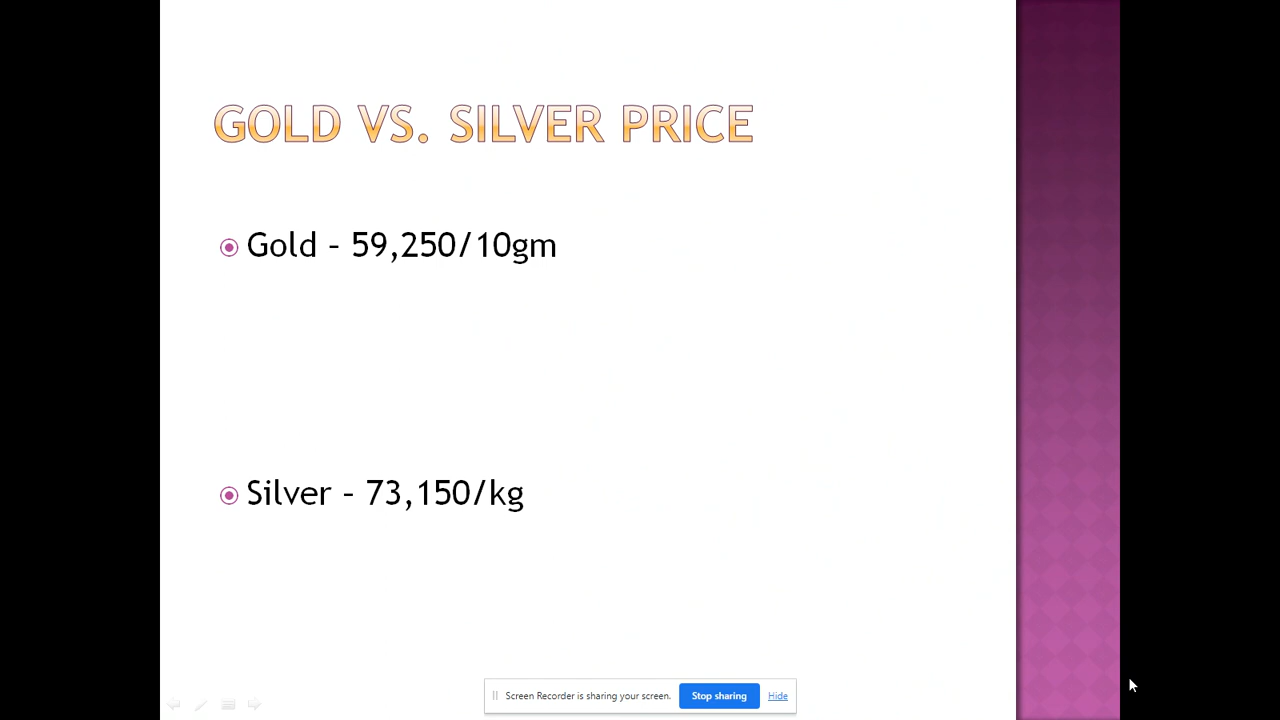 GOLD VS. SILVER PRICE
Gold – 59,250/10gm
Silver – 73,150/kg
Screen Recorder is sharing your screen. Stop sharing Hide